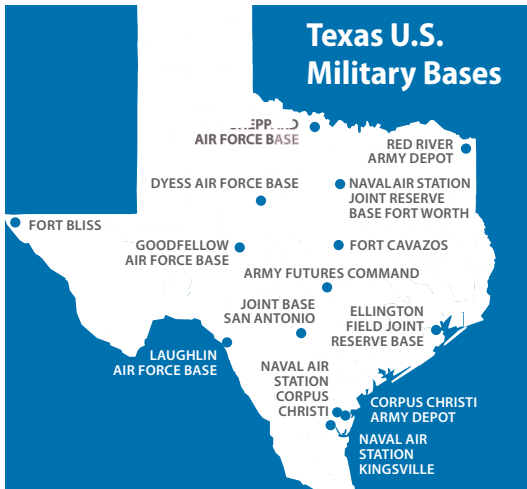 Texas U.S.
Military Bases
SHEPPARD
AIR FORCE BASE
RED RIVER
ARMY DEPOT
DYESS AIR FORCE BASE
NAVAL AIR STATION
JOINT RESERVE
BASE FORT WORTH
FORT BLISS
GOODFELLOW
AIR FORCE BASE
FORT CAVAZOS
ARMY FUTURES COMMAND
JOINT BASE
SAN ANTONIO
ELLINGTON
FIELD JOINT
RESERVE BASE
LAUGHLIN
AIR FORCE BASE
NAVAL AIR
STATION
CORPUS
CHRISTI
CORPUS CHRISTI
ARMY DEPOT
NAVAL AIR
STATION
KINGSVILLE